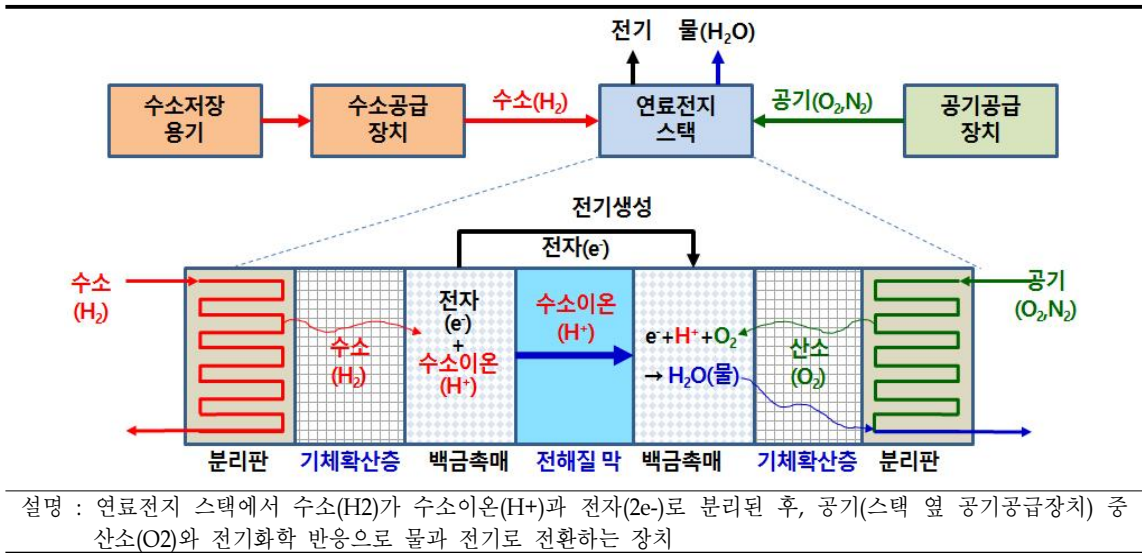 전기 물(H₂O)
수소저장
용기
수소공급
장치
수소(H₂)
연료전지
스택
공기(O₂,N₂)
공기공급
장치
전기생성
전자(e⁻)
수소
(H₂)
수소
(H₂)
전자
(e⁻)
+
수소이온
(H⁺)
수소이온
(H⁺)
e⁻+H⁺+O₂
→ H₂O(물)
산소
(O₂)
공기
(O₂,N₂)
분리판 기체확산층 백금촉매 전해질 막 백금촉매 기체확산층 분리판
설명 : 연료전지 스택에서 수소(H2)가 수소이온(H+)과 전자(2e-)로 분리된 후, 공기(스택 옆 공기공급장치) 중
산소(O2)와 전기화학 반응으로 물과 전기로 전환하는 장치